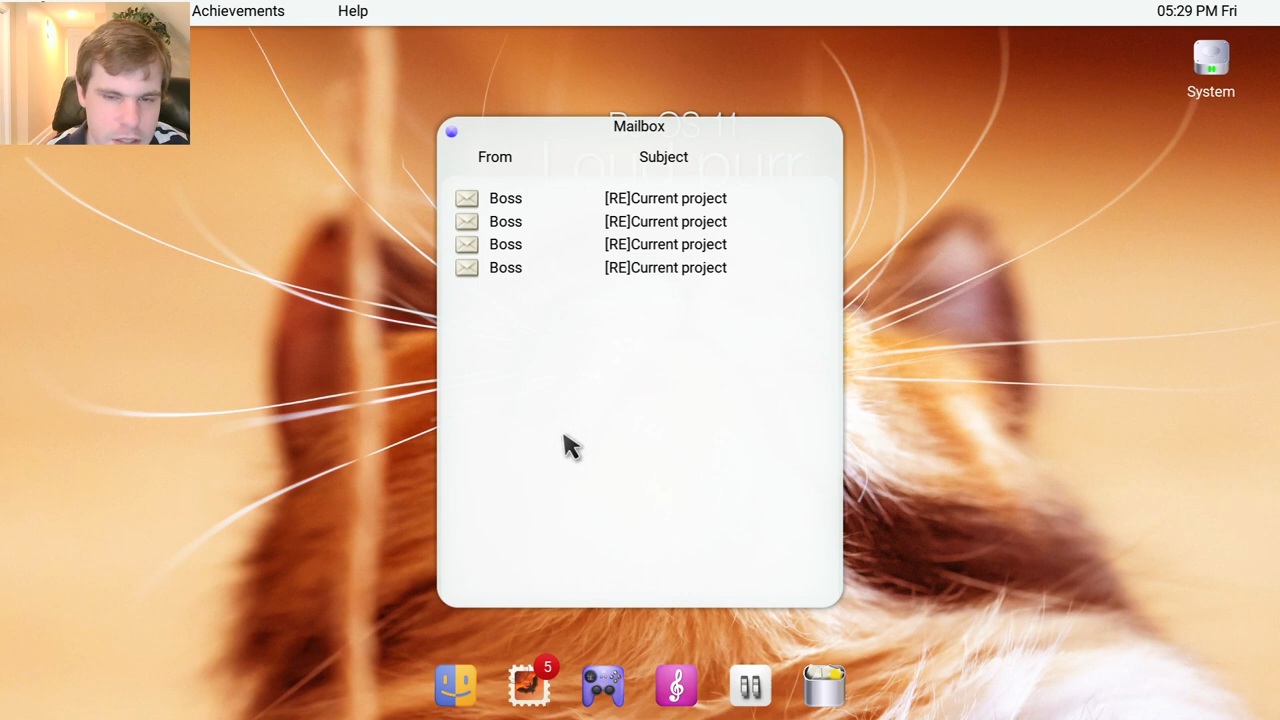 Achievements Help 05:29 PM Fri
System
Mailbox
From Subject
Boss [RE]Current project
Boss [RE]Current project
Boss [RE]Current project
Boss [RE]Current project
5